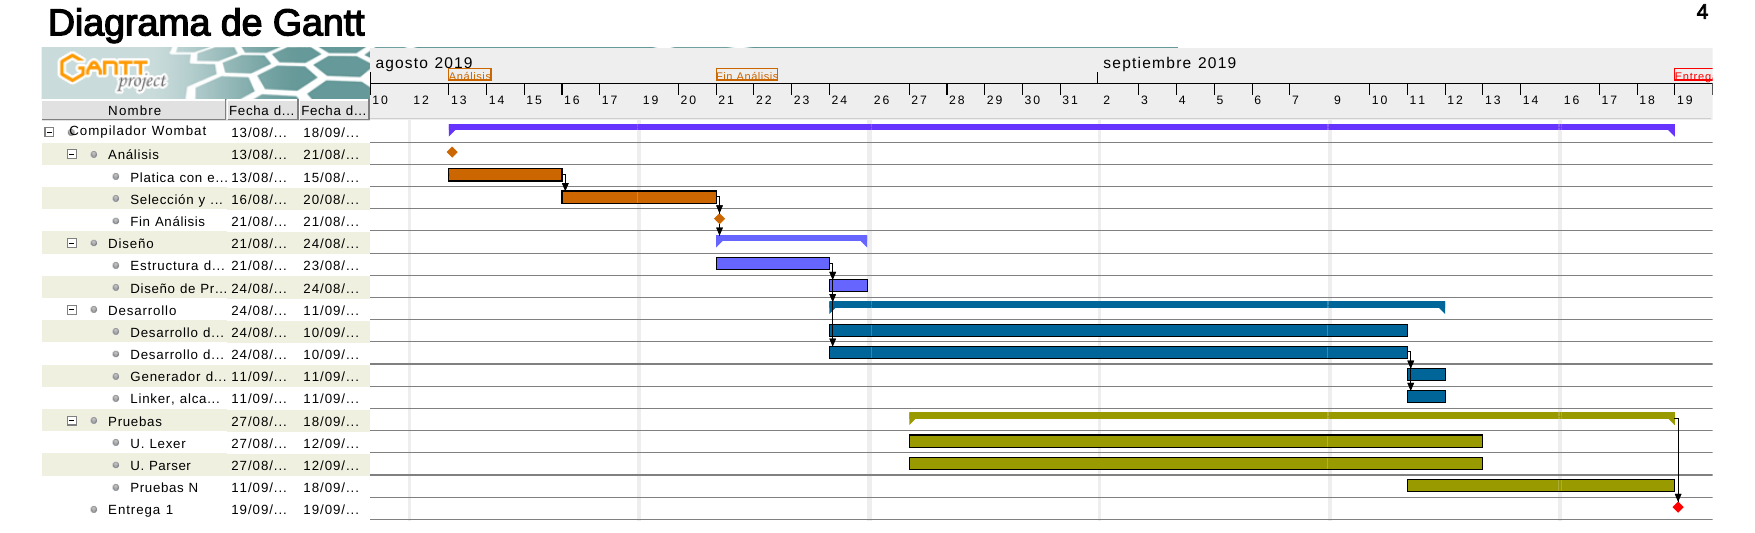 Diagrama de Gantt
4
GANTT project
agosto 2019 septiembre 2019
Análisis Fin Análisis Entreg
10 12 13 14 15 16 17 19 20 21 22 23 24 26 27 28 29 30 31 2 3 4 5 6 7 9 10 11 12 13 14 16 17 18 19
Nombre Fecha d... Fecha d...
Compilador Wombat 13/08/... 18/09/...
Análisis 13/08/... 21/08/...
Platica con e... 13/08/... 15/08/...
Selección y ... 16/08/... 20/08/...
Fin Análisis 21/08/... 21/08/...
Diseño 21/08/... 24/08/...
Estructura d... 21/08/... 23/08/...
Diseño de Pr... 24/08/... 24/08/...
Desarrollo 24/08/... 11/09/...
Desarrollo d... 24/08/... 10/09/...
Desarrollo d... 24/08/... 10/09/...
Generador d... 11/09/... 11/09/...
Linker, alca... 11/09/... 11/09/...
Pruebas 27/08/... 18/09/...
U. Lexer 27/08/... 12/09/...
U. Parser 27/08/... 12/09/...
Pruebas N 11/09/... 18/09/...
Entrega 1 19/09/... 19/09/...